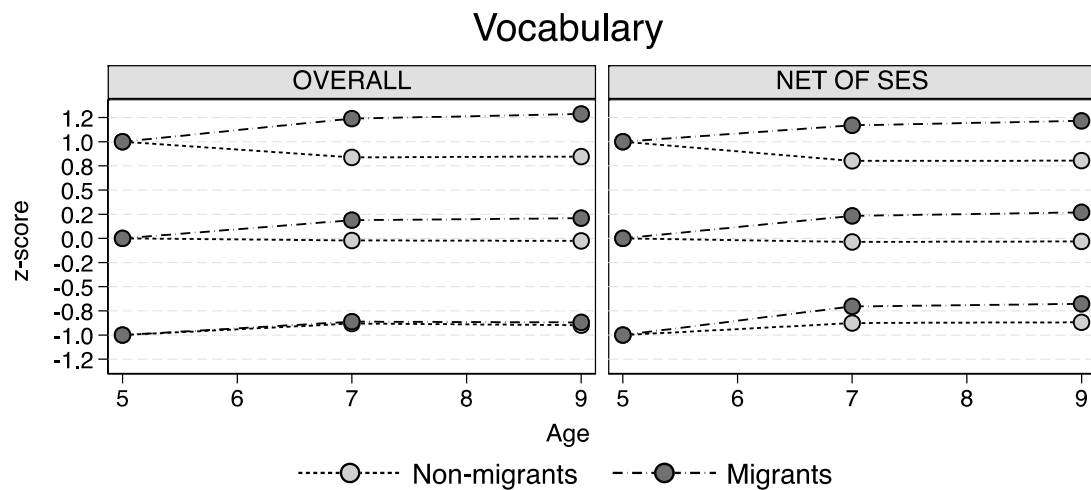 Vocabulary
OVERALL
NET OF SES
z-score
1.2
1.0
0.8
0.5
0.2
0.0
-0.2
-0.5
-0.8
-1.0
-1.2
5 6 7 8 9
5 6 7 8 9
Age
Non-migrants Migrants